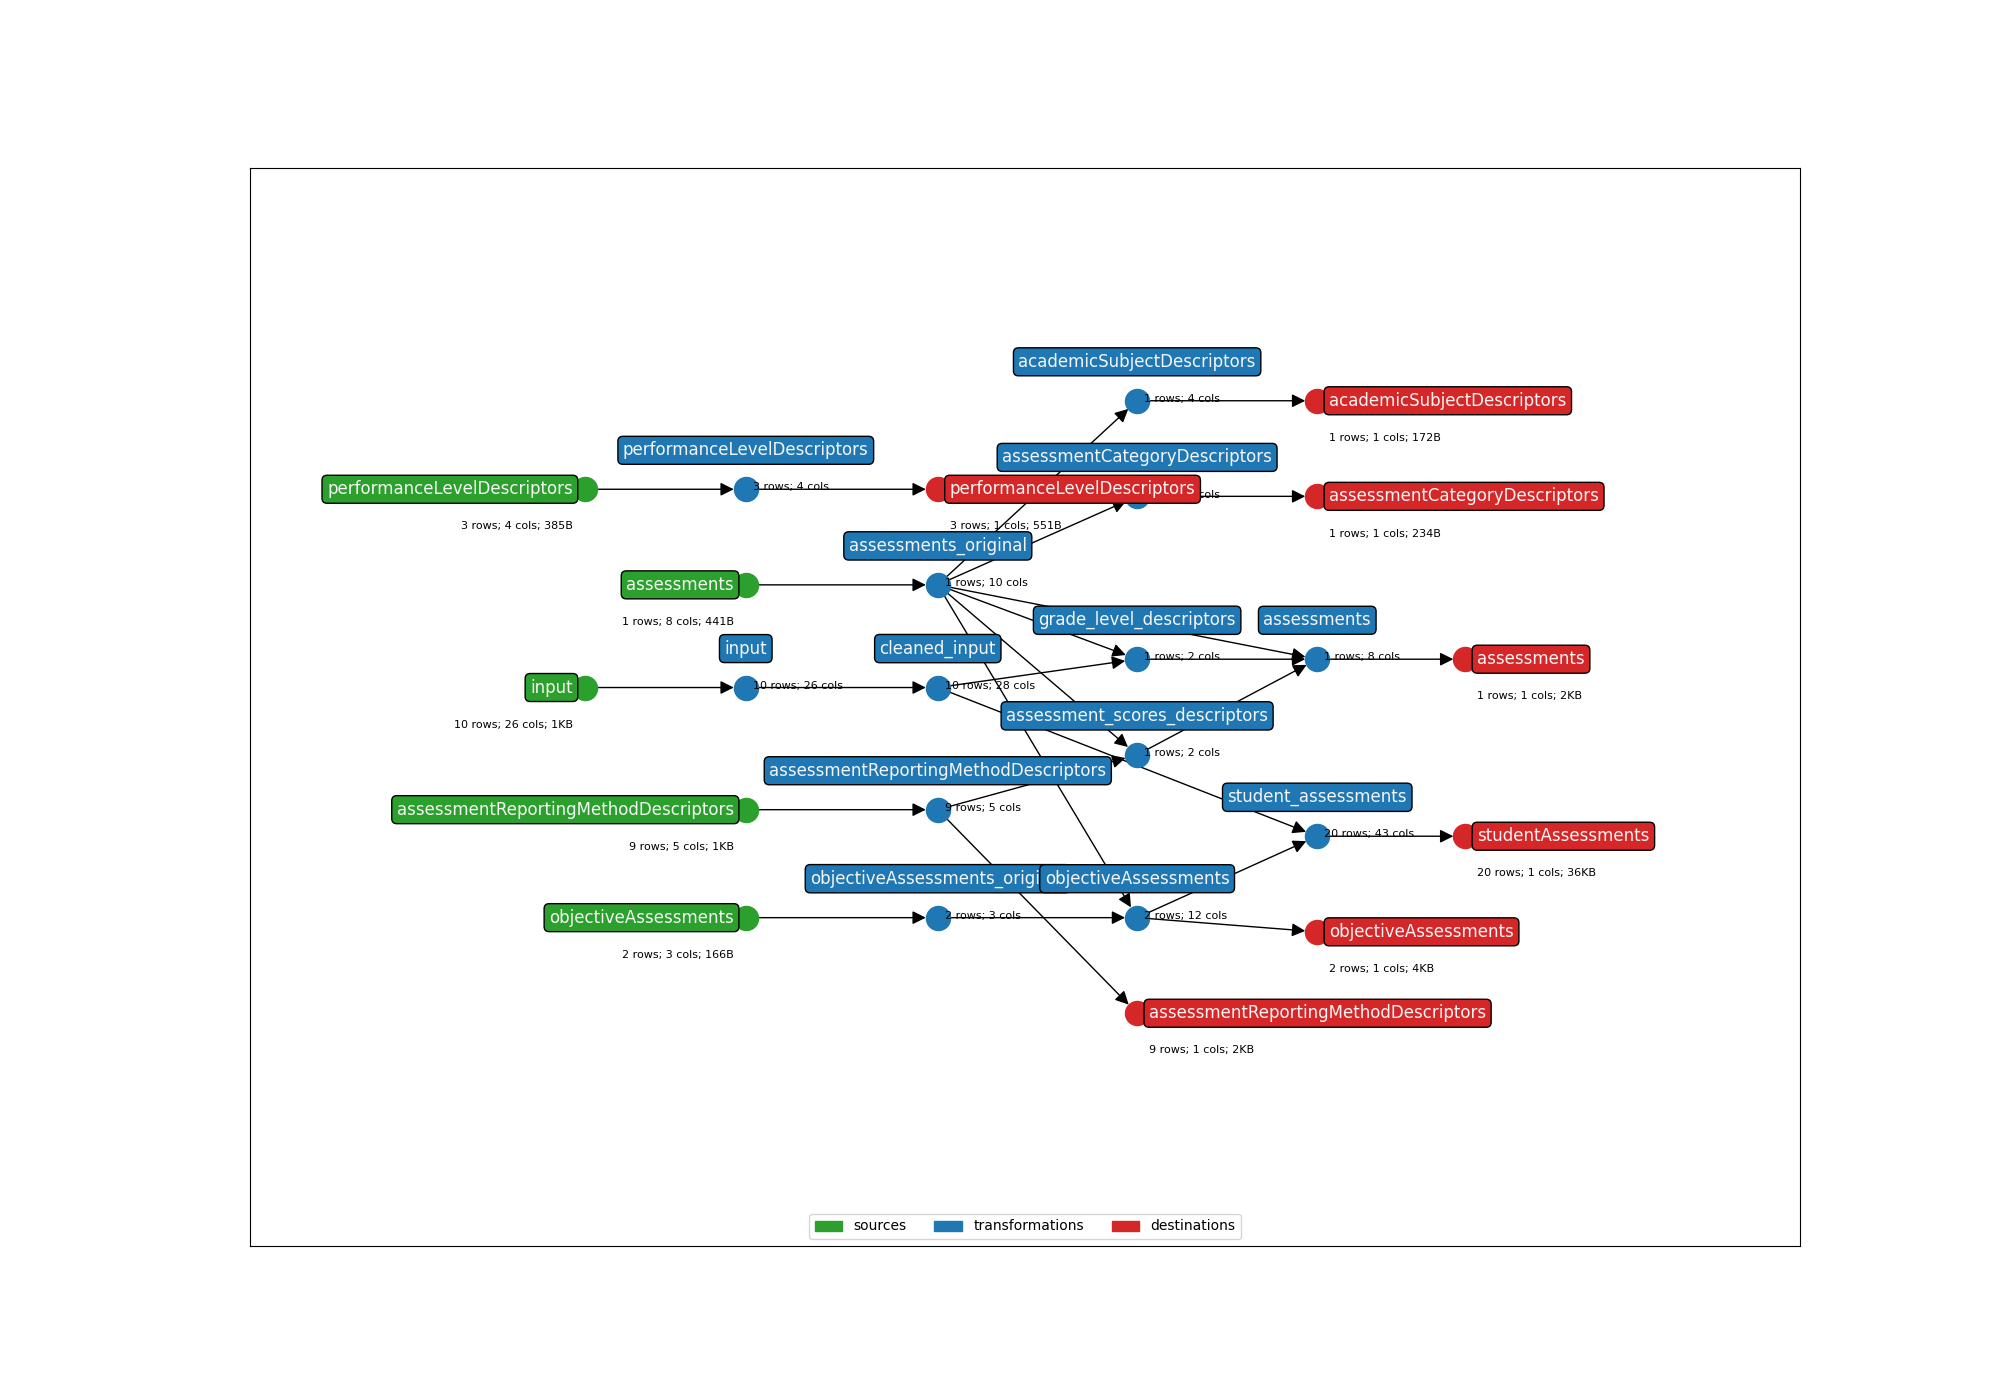 academicSubjectDescriptors
1 rows; 4 cols
academicSubjectDescriptors
1 rows; 1 cols; 172B
performanceLevelDescriptors
assessmentCategoryDescriptors
performanceLevelDescriptors
3 rows; 4 cols
performanceLevelDescriptors
cols
assessmentCategoryDescriptors
3 rows; 4 cols; 385B
3 rows; 1 cols; 551B
1 rows; 1 cols; 234B
assessments_original
assessments
1 rows; 10 cols
1 rows; 8 cols; 441B
grade_level_descriptors
assessments
input
cleaned_input
1 rows; 2 cols
1 rows; 8 cols
assessments
input
10 rows; 26 cols
10 rows; 28 cols
1 rows; 1 cols; 2KB
10 rows; 26 cols; 1KB
assessment_scores_descriptors
1 rows; 2 cols
assessmentReportingMethodDescriptors
student_assessments
assessmentReportingMethodDescriptors
9 rows; 5 cols
20 rows; 43 cols
studentAssessments
9 rows; 5 cols; 1KB
20 rows; 1 cols; 36KB
objectiveAssessments
objectiveAssessments
2 rows; 3 cols
2 rows; 12 cols
objectiveAssessments
2 rows; 3 cols; 166B
2 rows; 1 cols; 4KB
assessmentReportingMethodDescriptors
9 rows; 1 cols; 2KB
sources
transformations
destinations